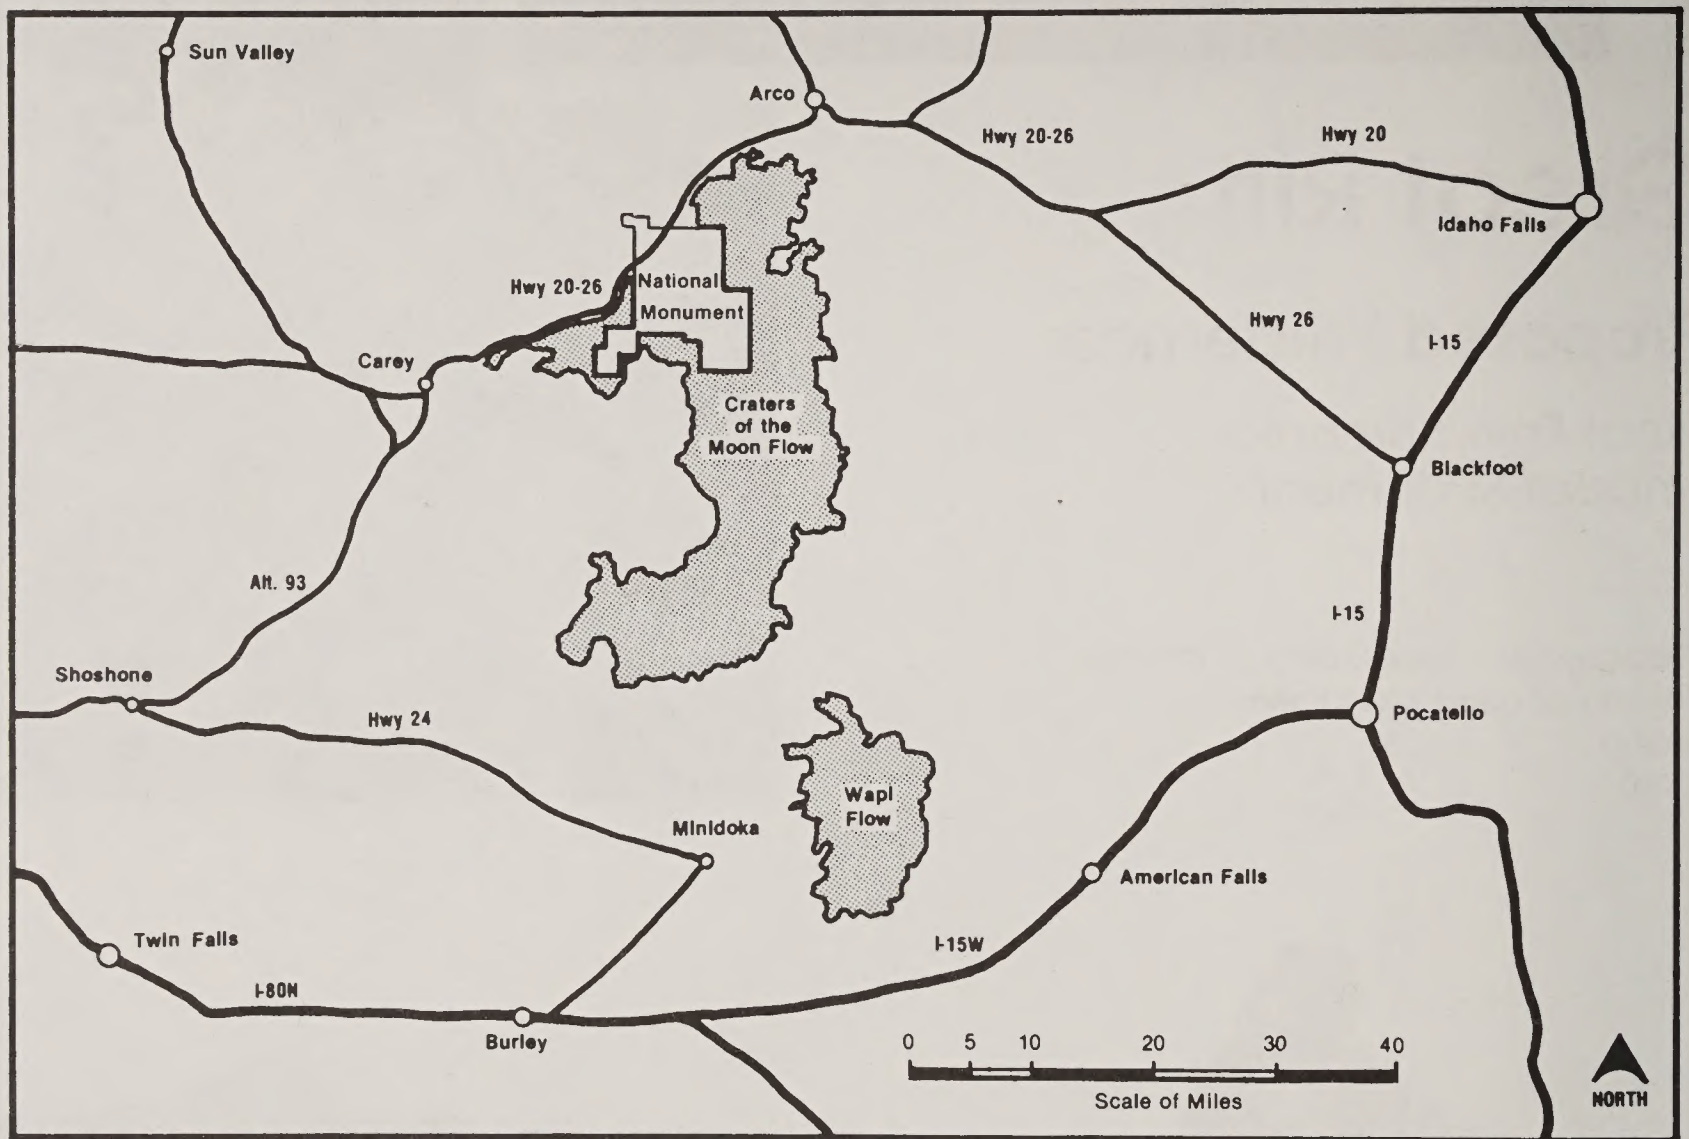 Sun Valley
Arco
Hwy 20-26
Hwy 20
Idaho Falls
Hwy 20-26
National
Monument
Hwy 26
I-15
Carey
Craters
of the
Moon Flow
Blackfoot
Alt. 93
I-15
Shoshone
Hwy 24
Pocatello
Wapi
Flow
Minidoka
American Falls
Twin Falls
I-15W
I-80N
Burley
0 5 10 20 30 40
Scale of Miles
NORTH